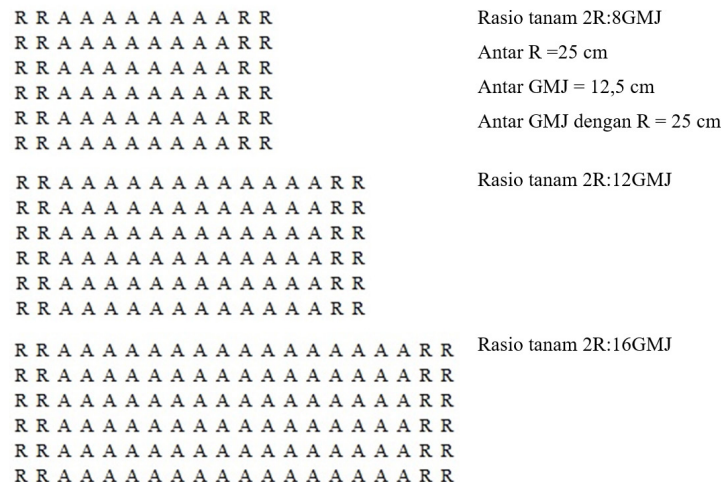 R R A A A A A A A A R R
R R A A A A A A A A R R
R R A A A A A A A A R R
R R A A A A A A A A R R
R R A A A A A A A A R R
R R A A A A A A A A R R
Rasio tanam 2R:8GMJ
Antar R =25 cm
Antar GMJ = 12,5 cm
Antar GMJ dengan R = 25 cm
R R A A A A A A A A A A A A R R
R R A A A A A A A A A A A A R R
R R A A A A A A A A A A A A R R
R R A A A A A A A A A A A A R R
R R A A A A A A A A A A A A R R
R R A A A A A A A A A A A A R R
Rasio tanam 2R:12GMJ
R R A A A A A A A A A A A A A A A A R R
R R A A A A A A A A A A A A A A A A R R
R R A A A A A A A A A A A A A A A A R R
R R A A A A A A A A A A A A A A A A R R
R R A A A A A A A A A A A A A A A A R R
R R A A A A A A A A A A A A A A A A R R
Rasio tanam 2R:16GMJ